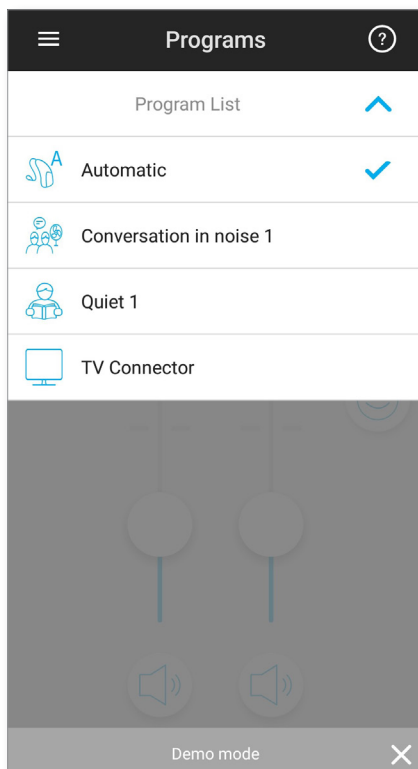 Programs
?
Program List
A
Automatic
Conversation in noise 1
Quiet 1
TV Connector
Demo mode